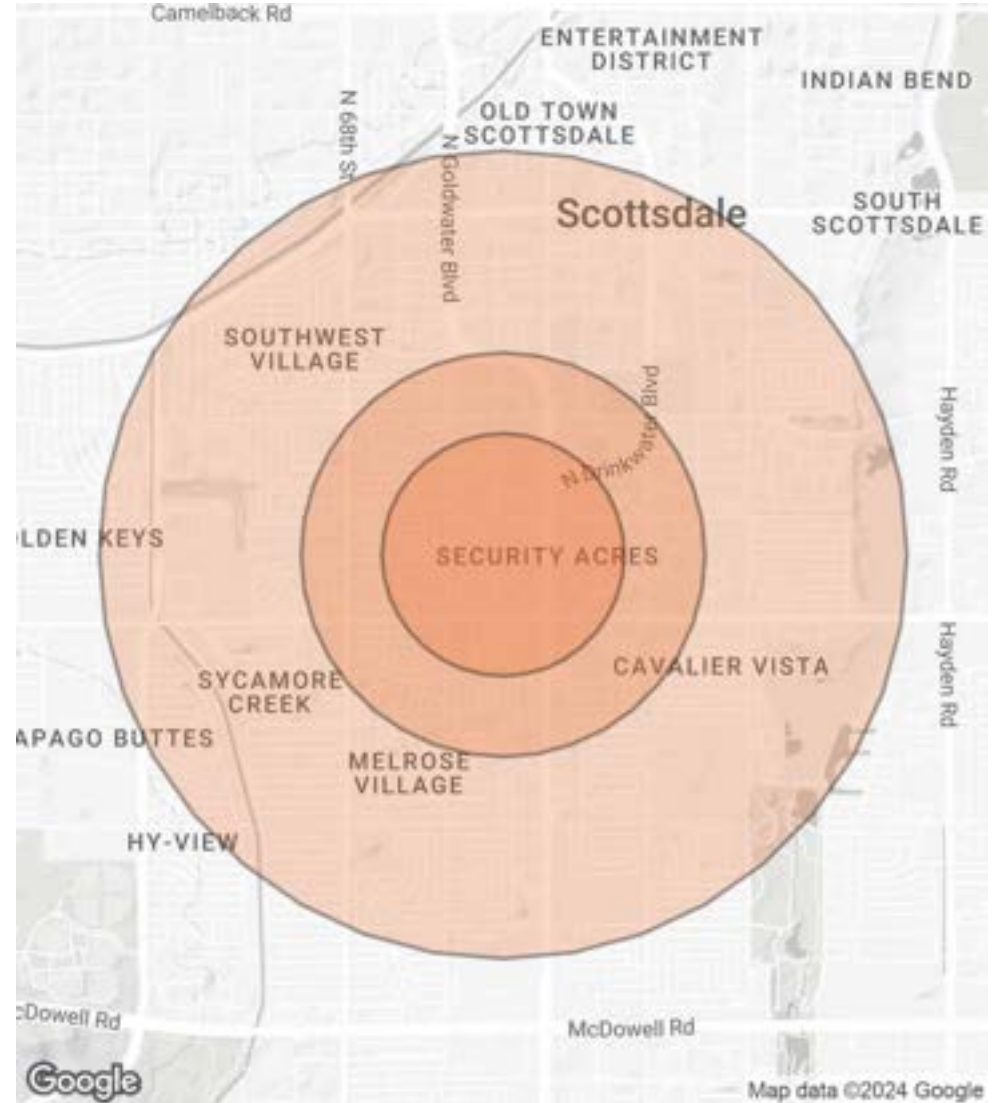 Camelback Rd
ENTERTAINMENT
DISTRICT
INDIAN BEND
OLD TOWN
SCOTTSDALE
N 68th St
N Goldwater Blvd
Scottsdale
SOUTH
SCOTTSDALE
SOUTHWEST
VILLAGE
N Drinkwater Blvd
Hayden Rd
LDEN KEYS
SECURITY ACRES
SYCAMORE
CREEK
CAVALIER VISTA
Hayden Rd
APAGO BUTTES
MELROSE
VILLAGE
HY-VIEW
cDowell Rd
McDowell Rd
Google
Map data ©2024 Google